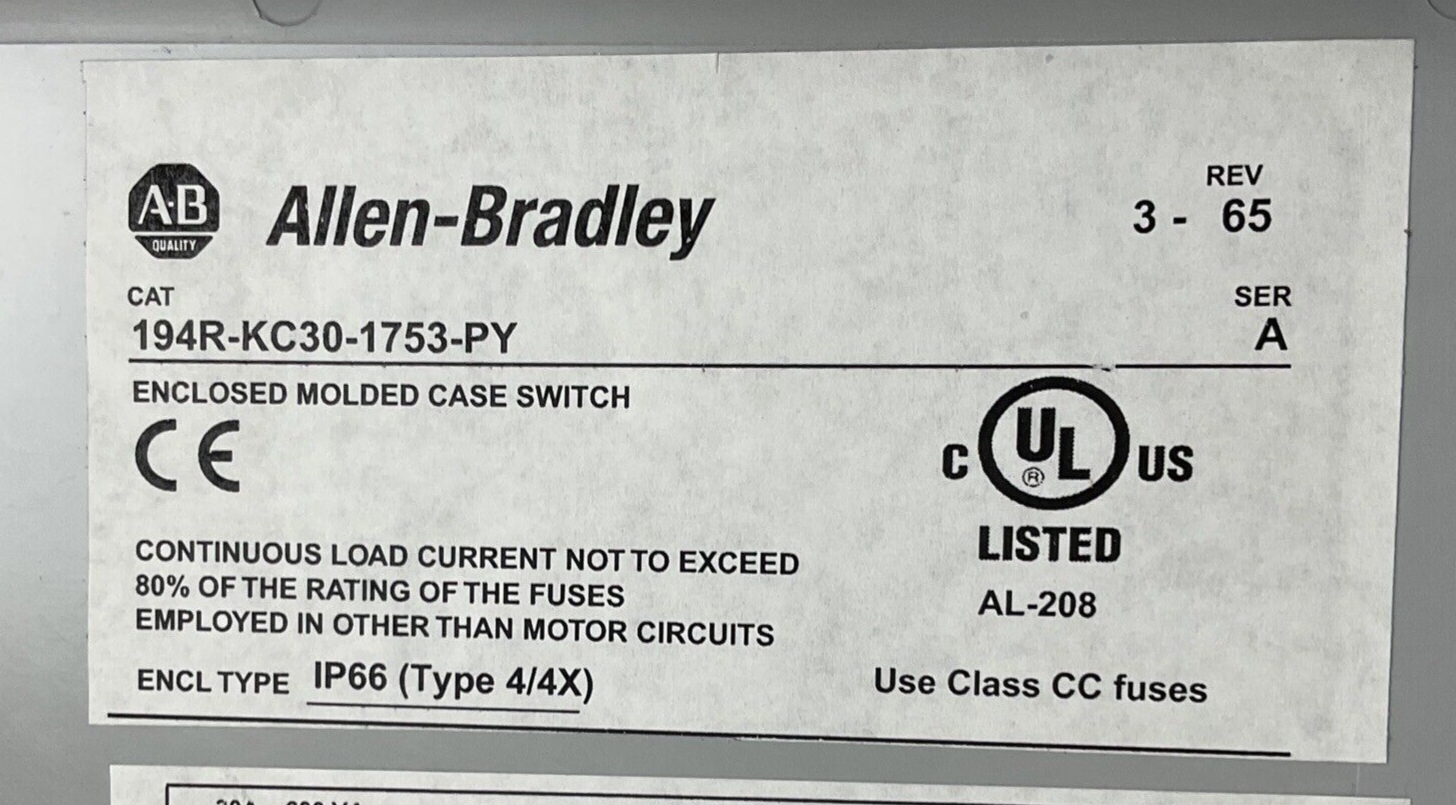 A·B
QUALITY
Allen-Bradley
REV
3 - 65
CAT
194R-KC30-1753-PY
SER
A
ENCLOSED MOLDED CASE SWITCH
CE
C UL ® US
LISTED
AL-208
CONTINUOUS LOAD CURRENT NOT TO EXCEED
80% OF THE RATING OF THE FUSES
EMPLOYED IN OTHER THAN MOTOR CIRCUITS
ENCL TYPE IP66 (Type 4/4X)
Use Class CC fuses